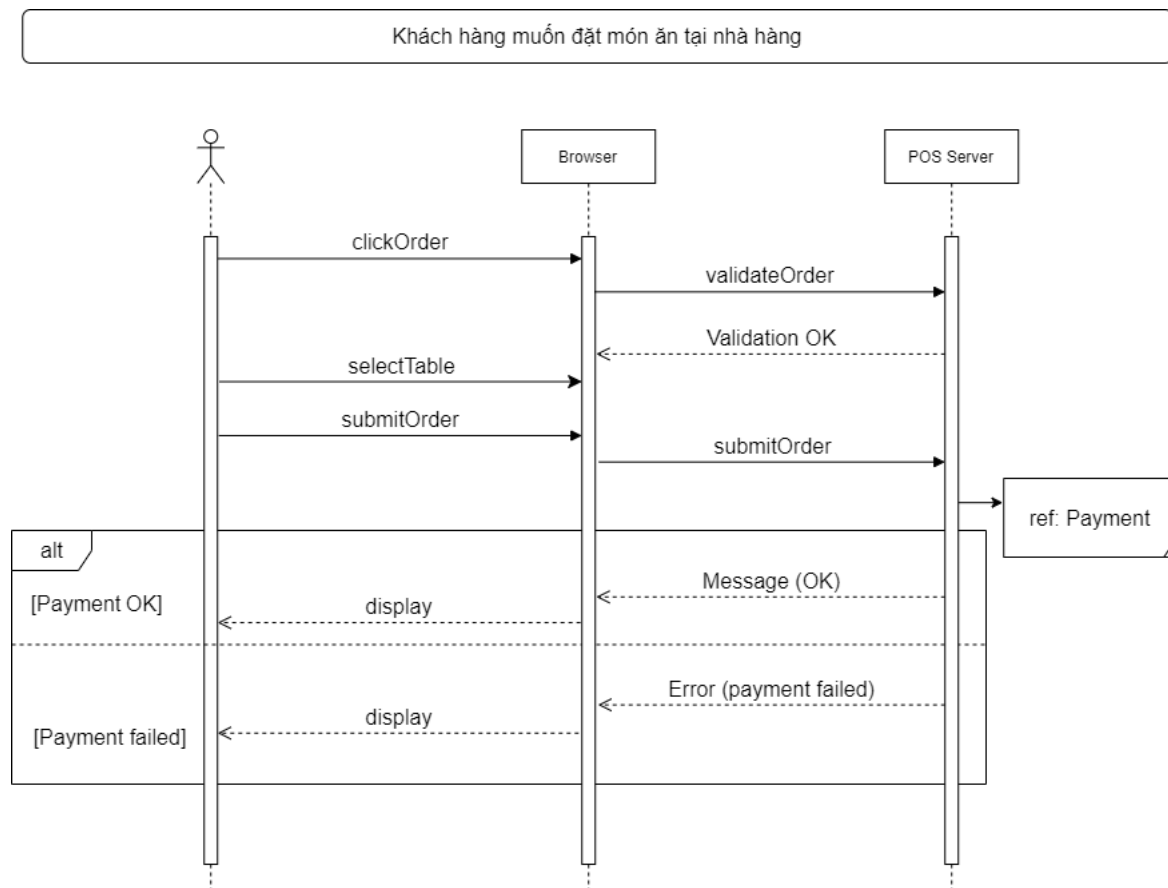 Khách hàng muốn đặt món ăn tại nhà hàng
Browser
POS Server
clickOrder
validateOrder
Validation OK
selectTable
submitOrder
submitOrder
ref: Payment
alt
Message (OK)
[Payment OK]
display
Error (payment failed)
display
[Payment failed]